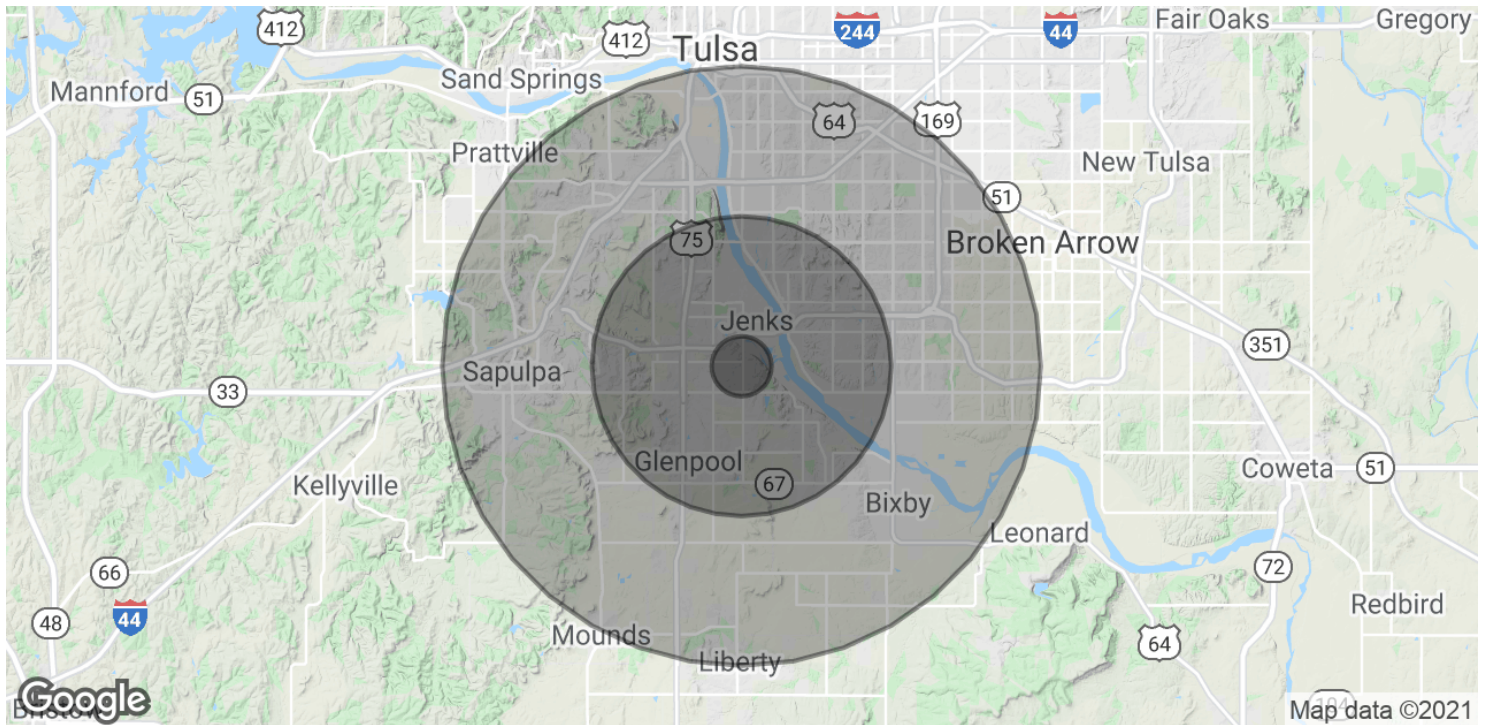 412
244
44
Fair Oaks
Gregory
412
Tulsa
Sand Springs
Mannford
51
64
169
Prattville
New Tulsa
51
75
Broken Arrow
Jenks
351
Sapulpa
33
Glenpool
67
Coweta
51
Kellyville
Bixby
Leonard
66
72
44
48
Redbird
Mounds
64
Liberty
Google
Bristow
104
Map data ©2021